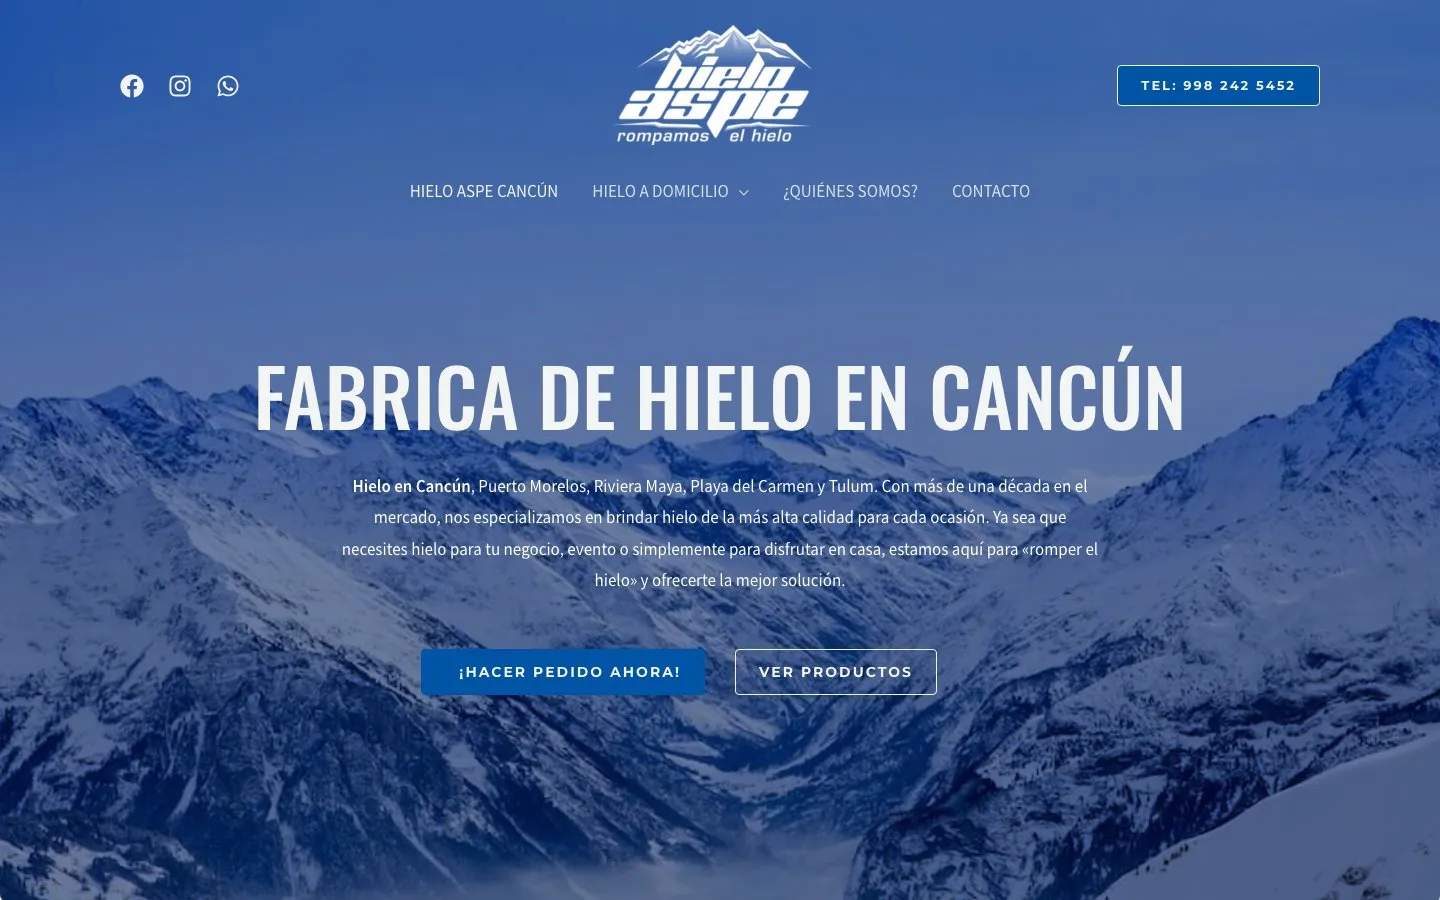 hielo
aspe
rompamos el hielo
TEL: 998 242 5452
HIELO ASPE CANCÚN HIELO A DOMICILIO ¿QUIÉNES SOMOS? CONTACTO
FABRICA DE HIELO EN CANCÚN
Hielo en Cancún, Puerto Morelos, Riviera Maya, Playa del Carmen y Tulum. Con más de una década en el
mercado, nos especializamos en brindar hielo de la más alta calidad para cada ocasión. Ya sea que
necesites hielo para tu negocio, evento o simplemente para disfrutar en casa, estamos aquí para «romper el
hielo» y ofrecerte la mejor solución.
¡HACER PEDIDO AHORA! VER PRODUCTOS